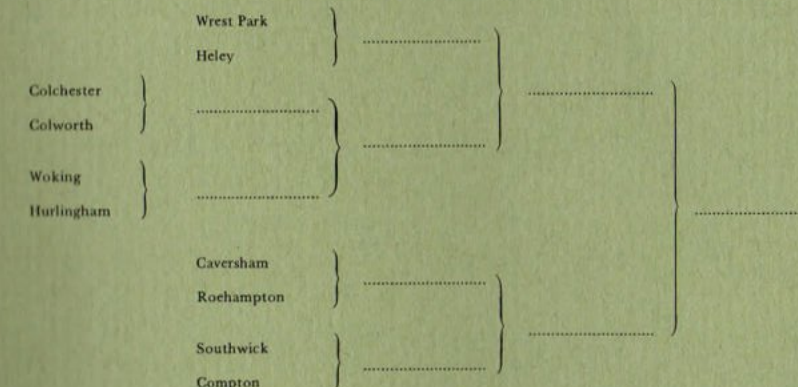 Wrest Park
Heley
Colchester
Colworth
Woking
Hurlingham
Caversham
Roehampton
Southwick
Compton